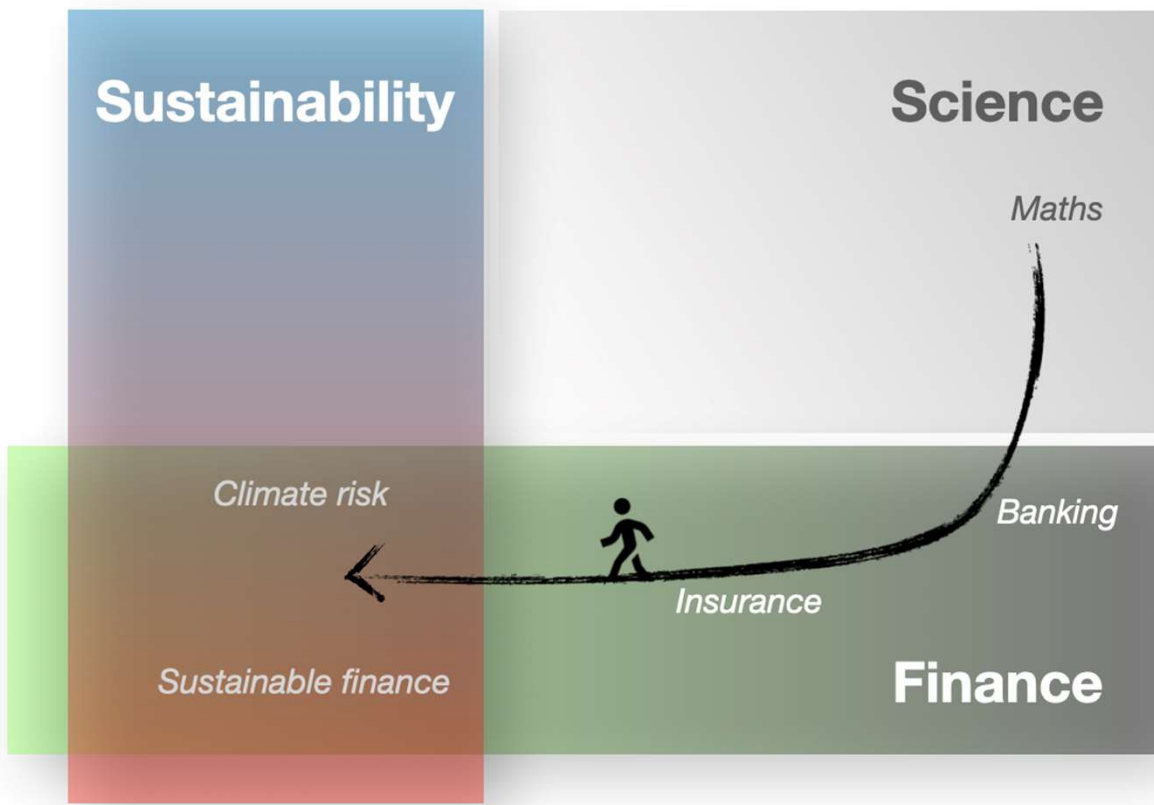 Sustainability
Science
Maths
Climate risk
Banking
Insurance
Sustainable finance
Finance